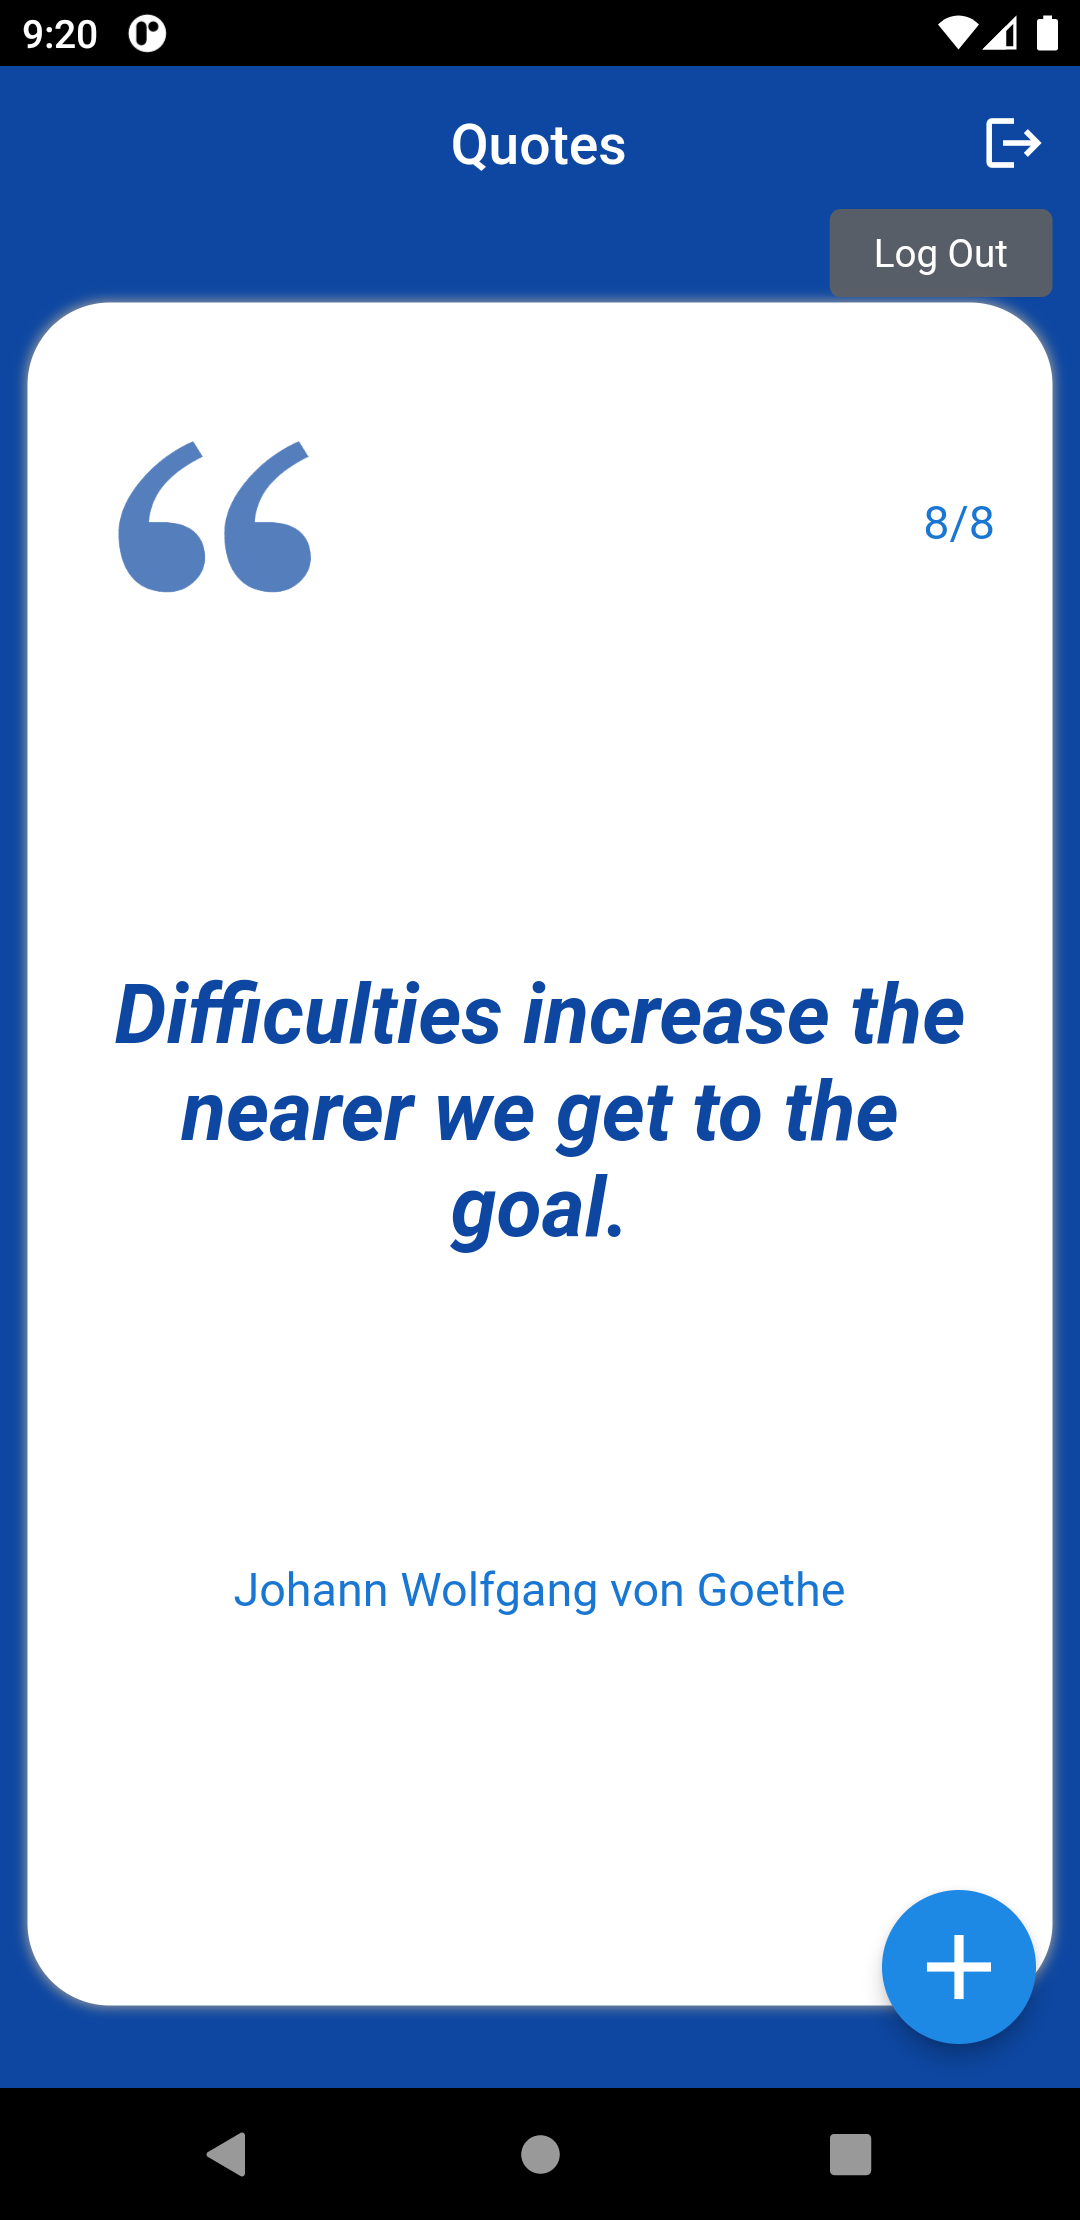 9:20
Quotes
Log Out
8/8
Difficulties increase the
nearer we get to the
goal.
Johann Wolfgang von Goethe